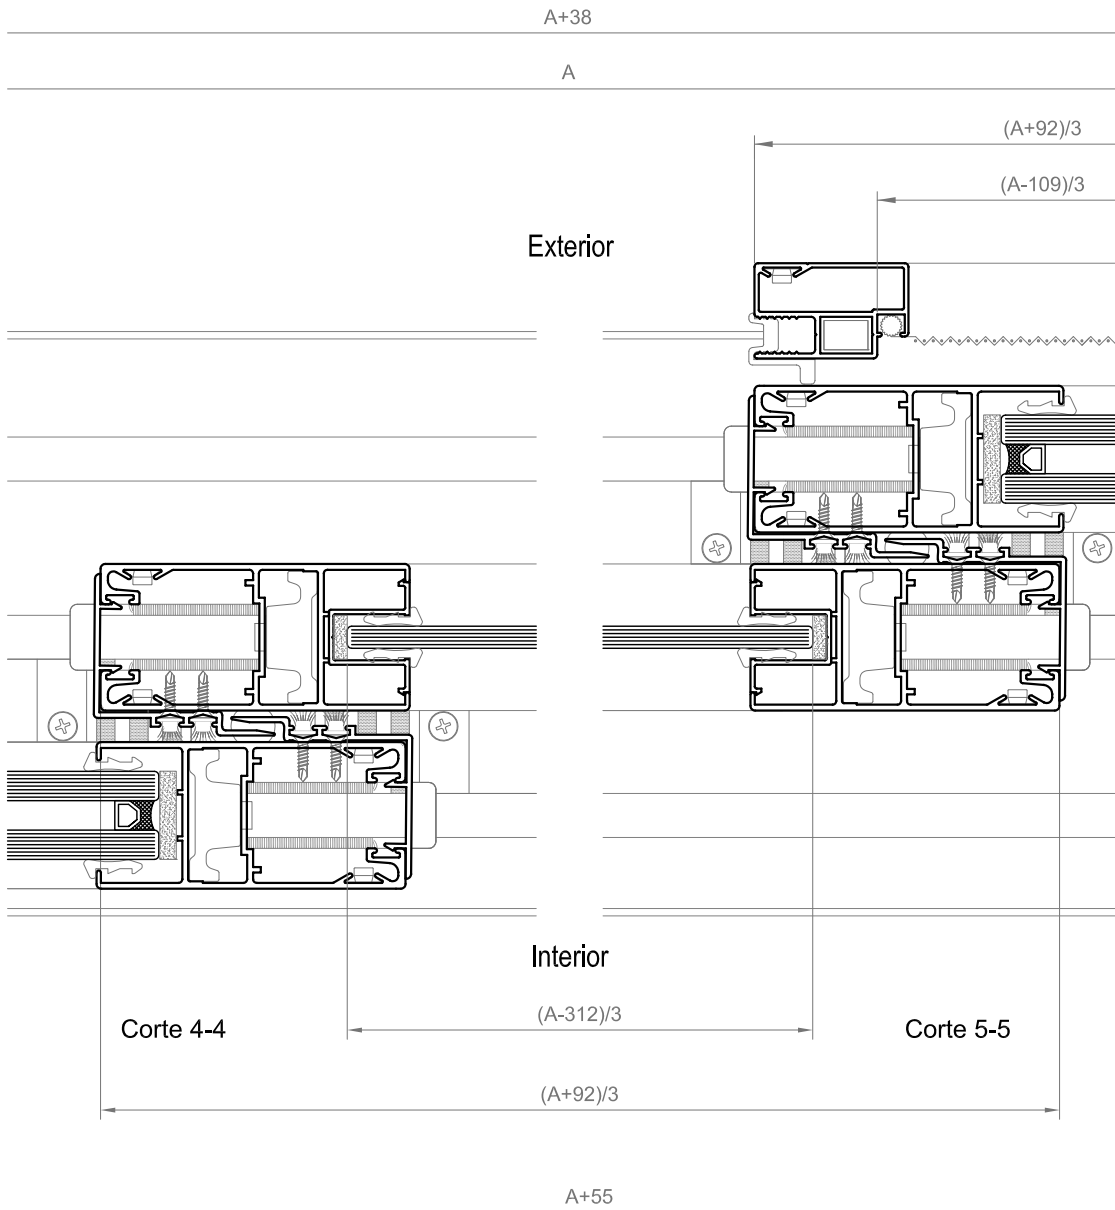 A+38
A
(A+92)/3
(A-109)/3
Exterior
Interior
(A-312)/3
Corte 4-4
Corte 5-5
(A+92)/3
A+55